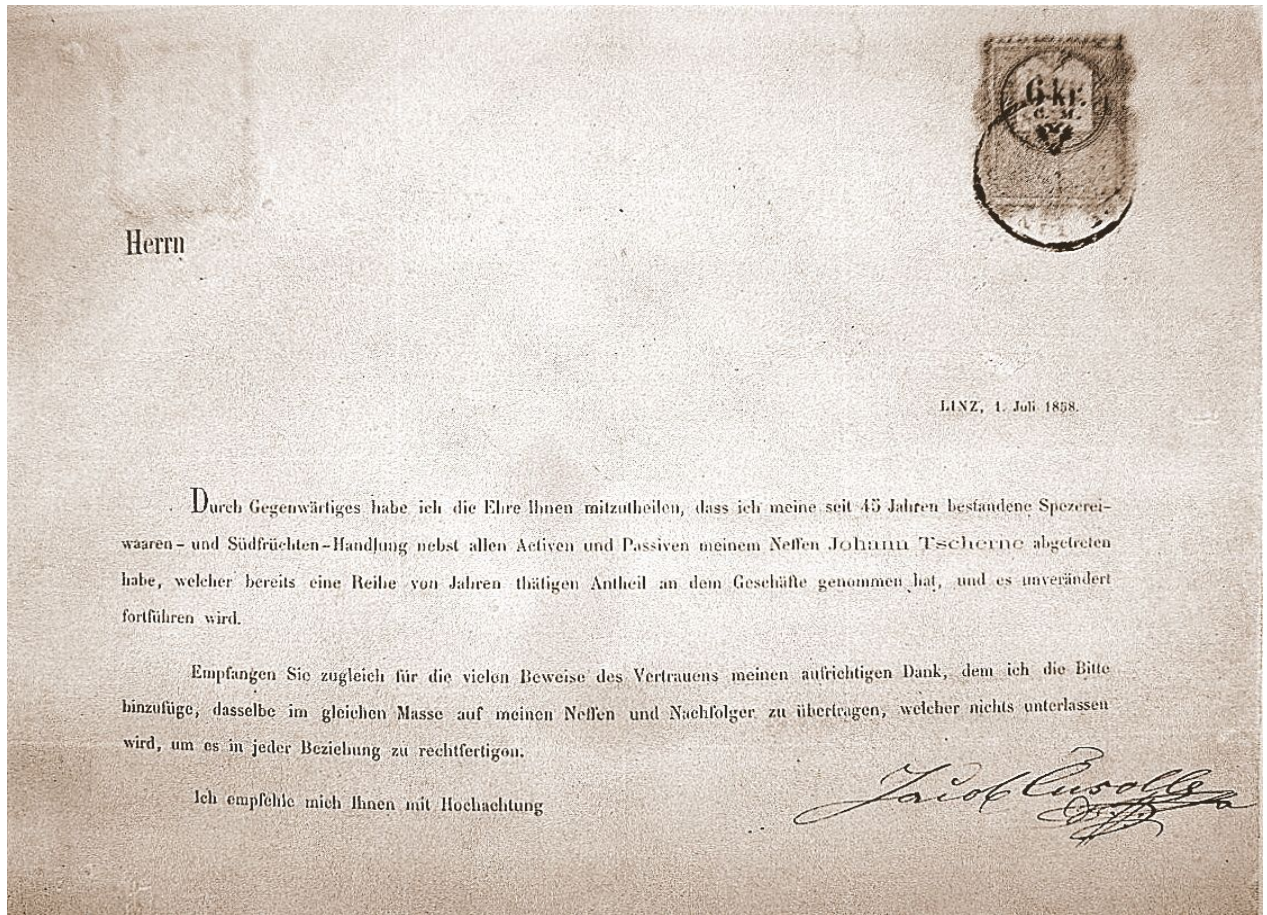 6 kr.
C. M.
Herrn
LINZ, 1. Juli 1858.
Durch Gegenwärtiges habe ich die Ehre Ihnen mitzutheilen, dass ich meine seit 45 Jahren bestandene Spezerei-
waaren- und Südfrüchten-Handlung nebst allen Activen und Passiven meinem Neffen Johann Tscherne abgetreten
habe, welcher bereits eine Reihe von Jahren thätigen Antheil an dem Geschäfte genommen hat, und es unverändert
fortführen wird.
Empfangen Sie zugleich für die vielen Beweise des Vertrauens meinen aufrichtigen Dank, dem ich die Bitte
hinzufüge, dasselbe im gleichen Masse auf meinen Neffen und Nachfolger zu übertragen, welcher nichts unterlassen
wird, um es in jeder Beziehung zu rechtfertigen.
Ich empfehle mich Ihnen mit Hochachtung
Jacob